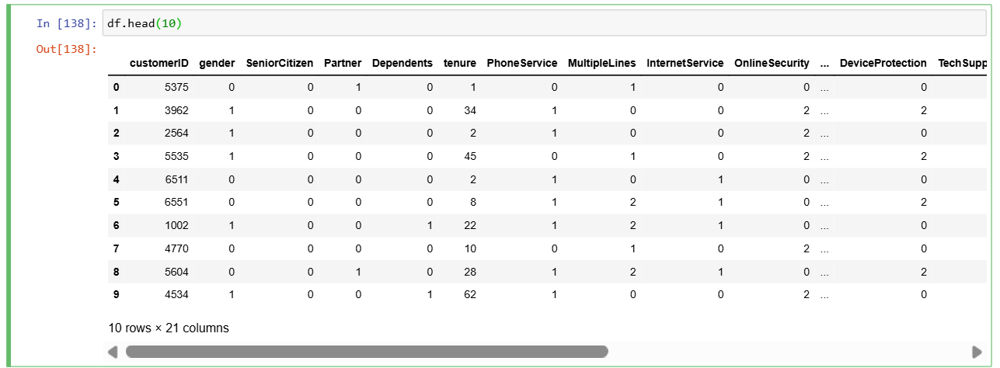 In [138]: df.head(10)
Out[138]:
customerID gender SeniorCitizen Partner Dependents tenure PhoneService MultipleLines InternetService OnlineSecurity ... DeviceProtection TechSupp
0 5375 0 0 1 0 1 0 1 0 0 ... 0
1 3962 1 0 0 0 34 1 0 0 2 ... 2
2 2564 1 0 0 0 2 1 0 0 2 ... 0
3 5535 1 0 0 0 45 0 1 0 2 ... 2
4 6511 0 0 0 0 2 1 0 1 0 ... 0
5 6551 0 0 0 0 8 1 2 1 0 ... 2
6 1002 1 0 0 1 22 1 2 1 0 ... 0
7 4770 0 0 0 0 10 0 1 0 2 ... 0
8 5604 0 0 1 0 28 1 2 1 0 ... 2
9 4534 1 0 0 1 62 1 0 0 2 ... 0
10 rows × 21 columns